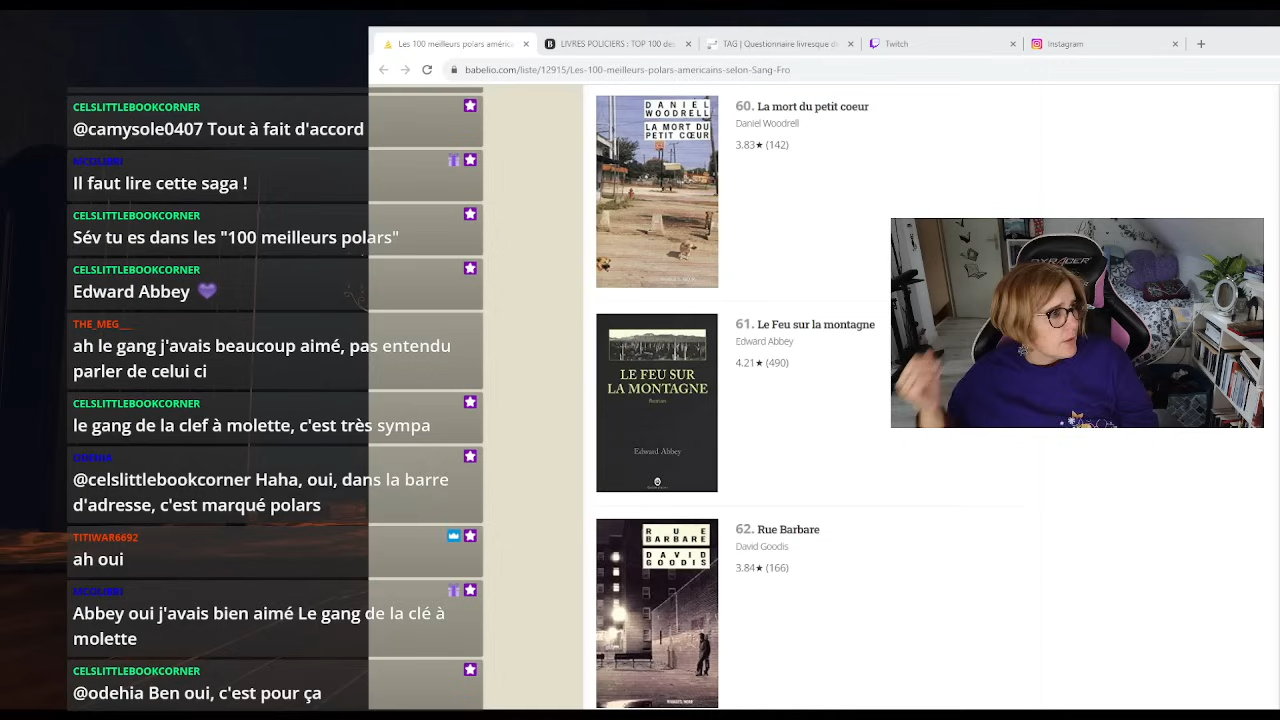 Les 100 meilleurs polars américa
LIVRES POLICIERS : TOP 100 des
TAG | Questionnaire livresque d
Twitch
Instagram
babelio.com/liste/12915/Les-100-meilleurs-polars-americains-selon-Sang-Fro
CELSLITTLEBOOKCORNER
@camysole0407 Tout à fait d'accord
Il faut lire cette saga !
CELSLITTLEBOOKCORNER
Sév tu es dans les "100 meilleurs polars"
CELSLITTLEBOOKCORNER
Edward Abbey
THE_MEG__
ah le gang j'avais beaucoup aimé, pas entendu
parler de celui ci
CELSLITTLEBOOKCORNER
le gang de la clef à molette, c'est très sympa
ODEHIA
@celslittlebookcorner Haha, oui, dans la barre
d'adresse, c'est marqué polars
TITIWAR692
ah oui
Abbey oui j'avais bien aimé Le gang de la clé à
molette
CELSLITTLEBOOKCORNER
@odehia Ben oui, c'est pour ça
DANIEL
WOODRELL
LA MORT DU
PETIT CŒUR
60. La mort du petit coeur
Daniel Woodrell
3.83★ (142)
LE FEU SUR
LA MONTAGNE
Roman
Edward Abbey
61. Le Feu sur la montagne
Edward Abbey
4.21★ (490)
RUE
BARBARE
DAVID
GOODIS
62. Rue Barbare
David Goodis
3.84★ (166)
DXRACER